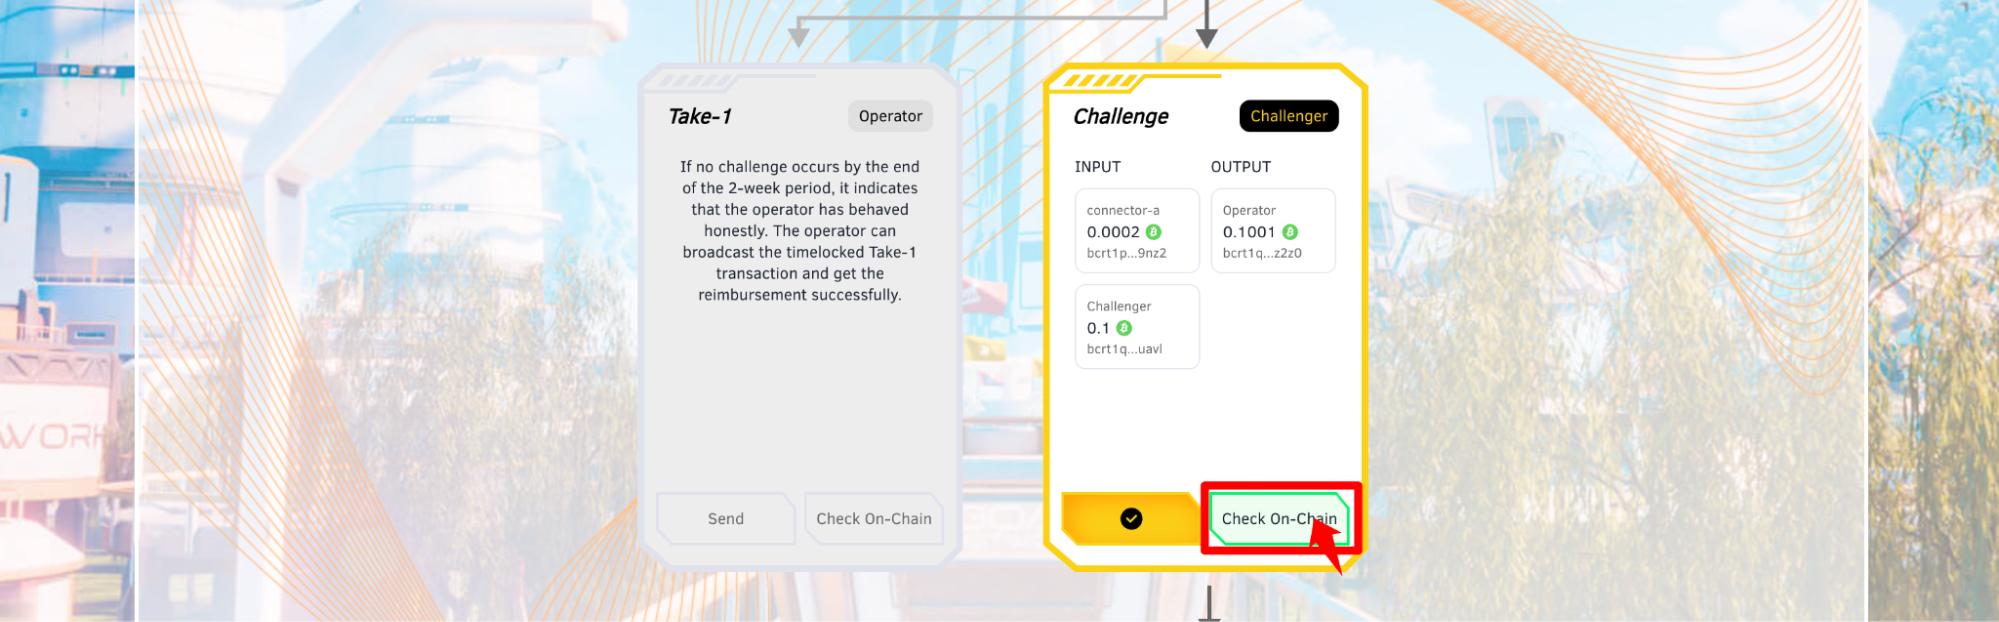 Take-1
Operator
If no challenge occurs by the end
of the 2-week period, it indicates
that the operator has behaved
honestly. The operator can
broadcast the timelocked Take-1
transaction and get the
reimbursement successfully.
Send
Check On-Chain
Challenge
Challenger
INPUT
OUTPUT
connector-a
0.0002
bcrt1p...9nz2
Operator
0.1001
bcrt1q...z2z0
Challenger
0.1
bcrt1q...uavl
Check On-Chain
WORK